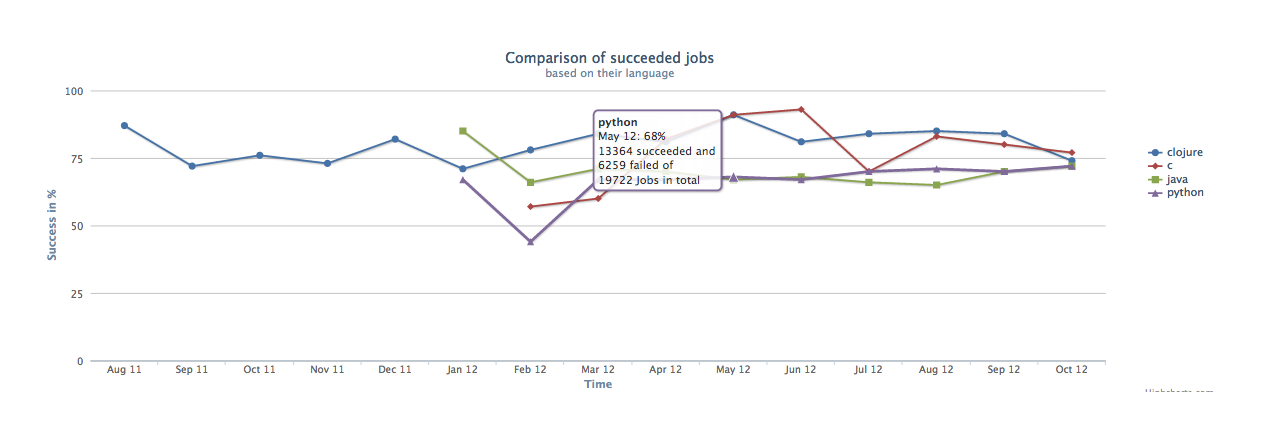 Comparison of succeeded jobs
based on their language
Success in %
100
75
50
25
0
python
May 12: 68%
13364 succeeded and
6259 failed of
19722 Jobs in total
clojure
c
java
python
Aug 11 Sep 11 Oct 11 Nov 11 Dec 11 Jan 12 Feb 12 Mar 12 Apr 12 May 12 Jun 12 Jul 12 Aug 12 Sep 12 Oct 12
Time
Highcharts.com